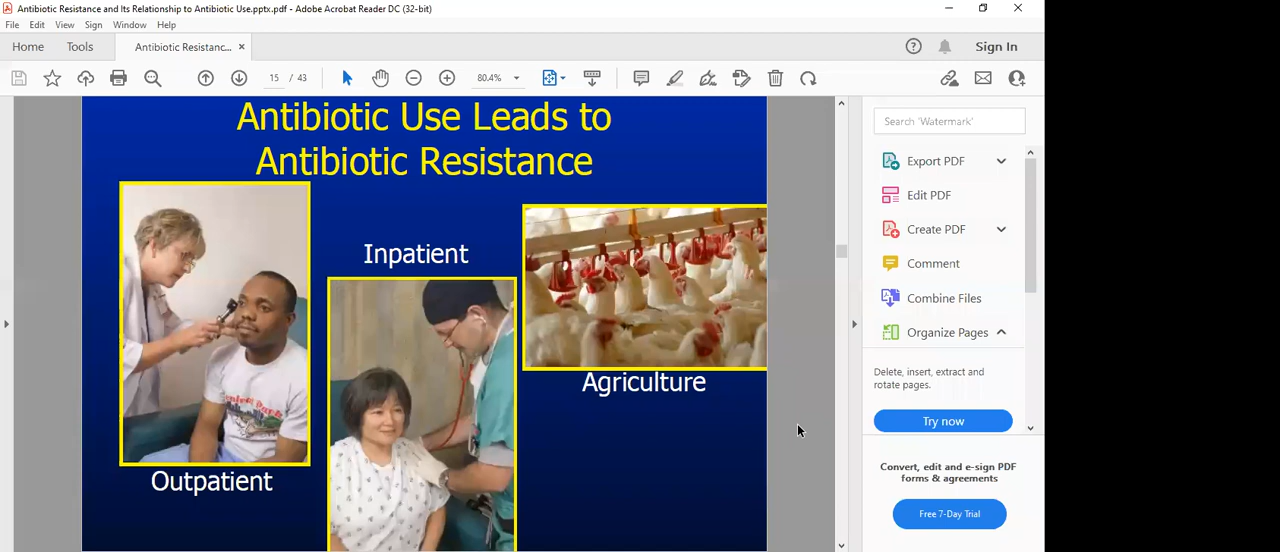 Antibiotic Resistance and Its Relationship to Antibiotic Use.pptx.pdf - Adobe Acrobat Reader DC (32-bit)
File Edit View Sign Window Help
Home Tools Antibiotic Resistanc... ×
Sign In
15 / 43
80.4%
Antibiotic Use Leads to
Antibiotic Resistance
Inpatient
Agriculture
Outpatient
Search 'Watermark'
Export PDF
Edit PDF
Create PDF
Comment
Combine Files
Organize Pages
Delete, insert, extract and
rotate pages.
Try now
Convert, edit and e-sign PDF
forms & agreements
Free 7-Day Trial